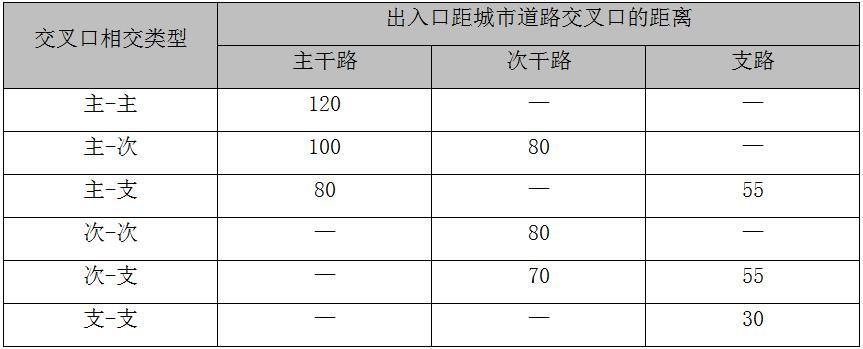 交叉口相交类型 出入口距城市道路交叉口的距离
主干路 次干路 支路
主-主 120 — —
主-次 100 80 —
主-支 80 — 55
次-次 — 80 —
次-支 — 70 55
支-支 — — 30